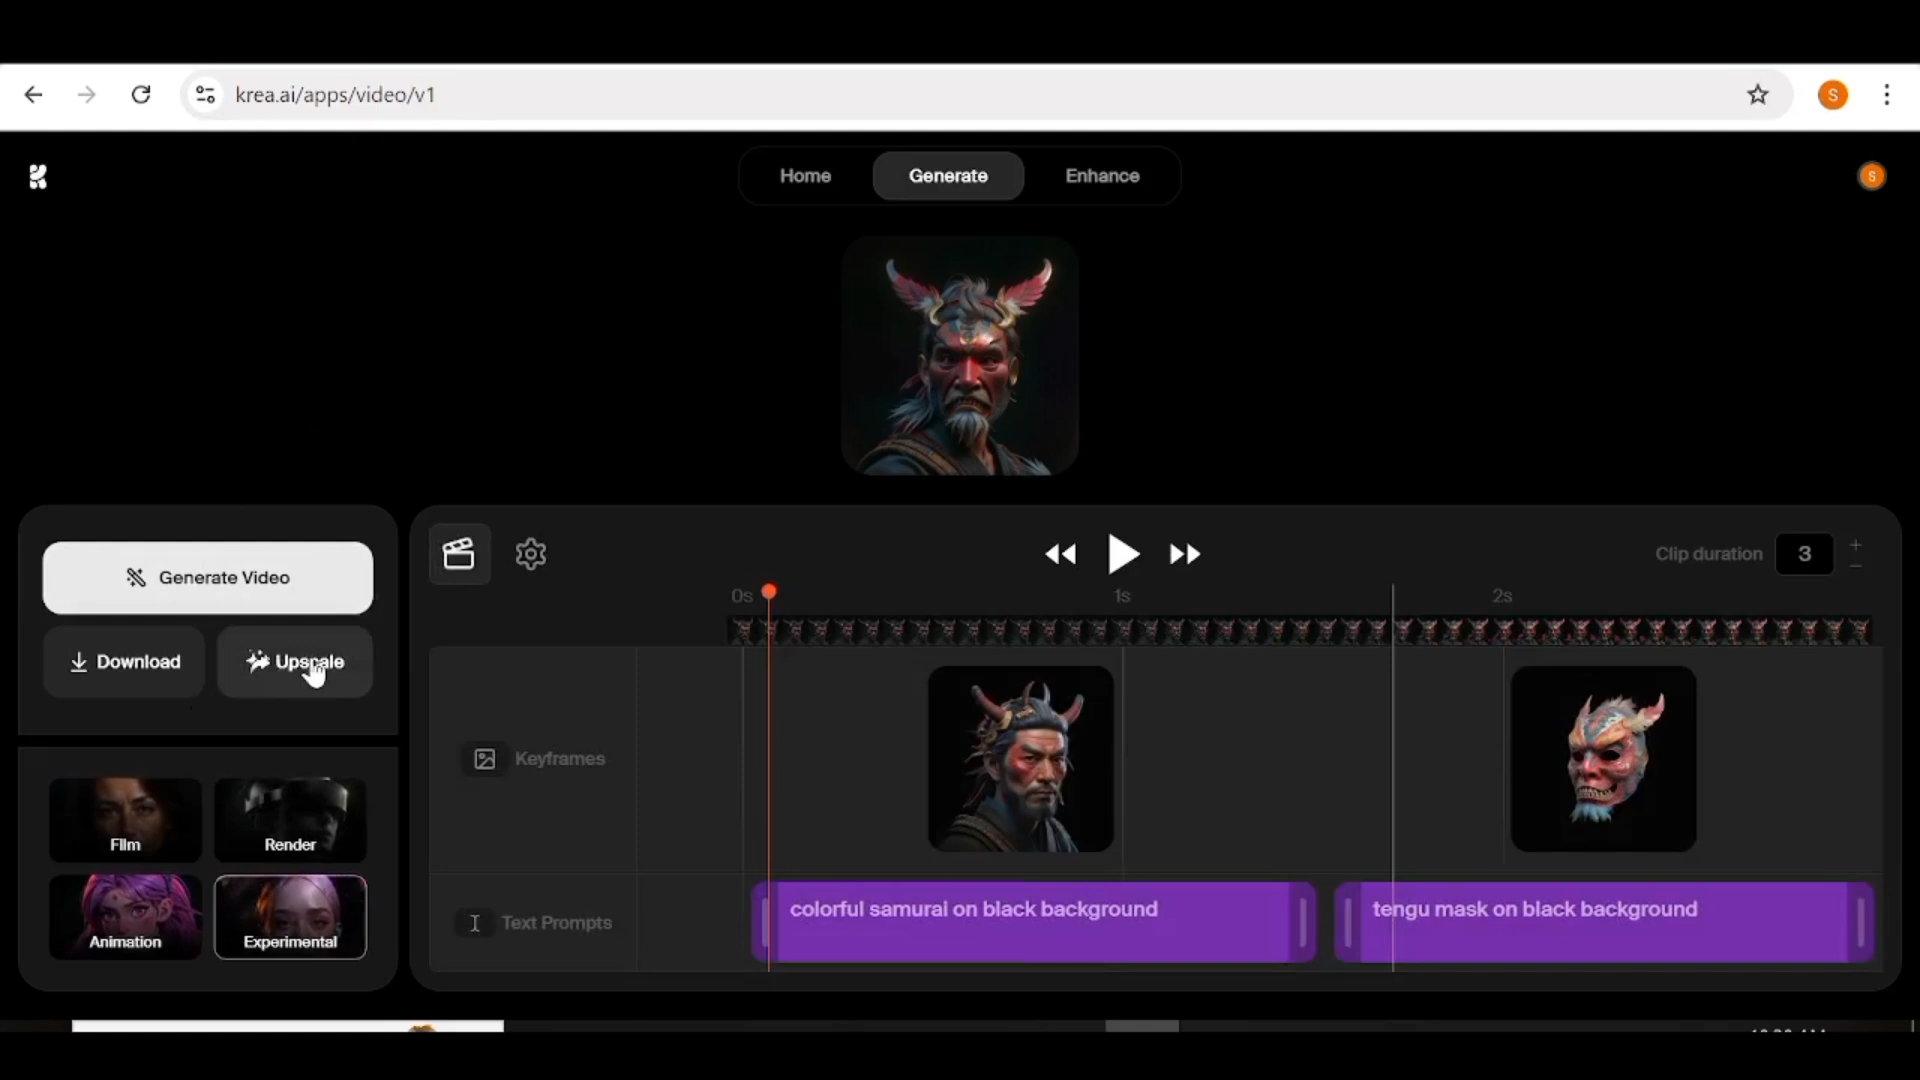 krea.ai/apps/video/v1
S
Home
Generate
Enhance
S
Generate Video
Download
Upscale
Clip duration
3
0s
1s
2s
Keyframes
Film
Render
Animation
Experimental
Text Prompts
colorful samurai on black background
tengu mask on black background